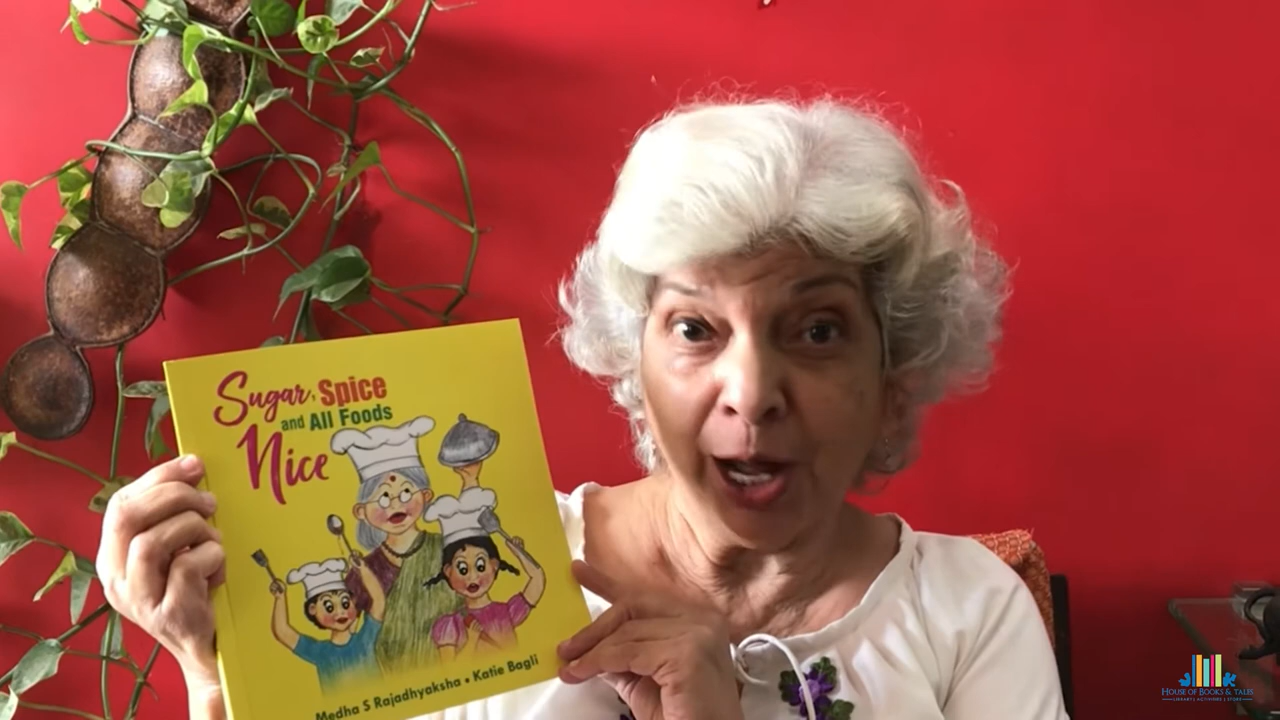 Sugar, Spice
and All Foods
Nice
Medha S Rajadhyaksha • Katie Bagli
HOUSE OF BOOKS & TALES